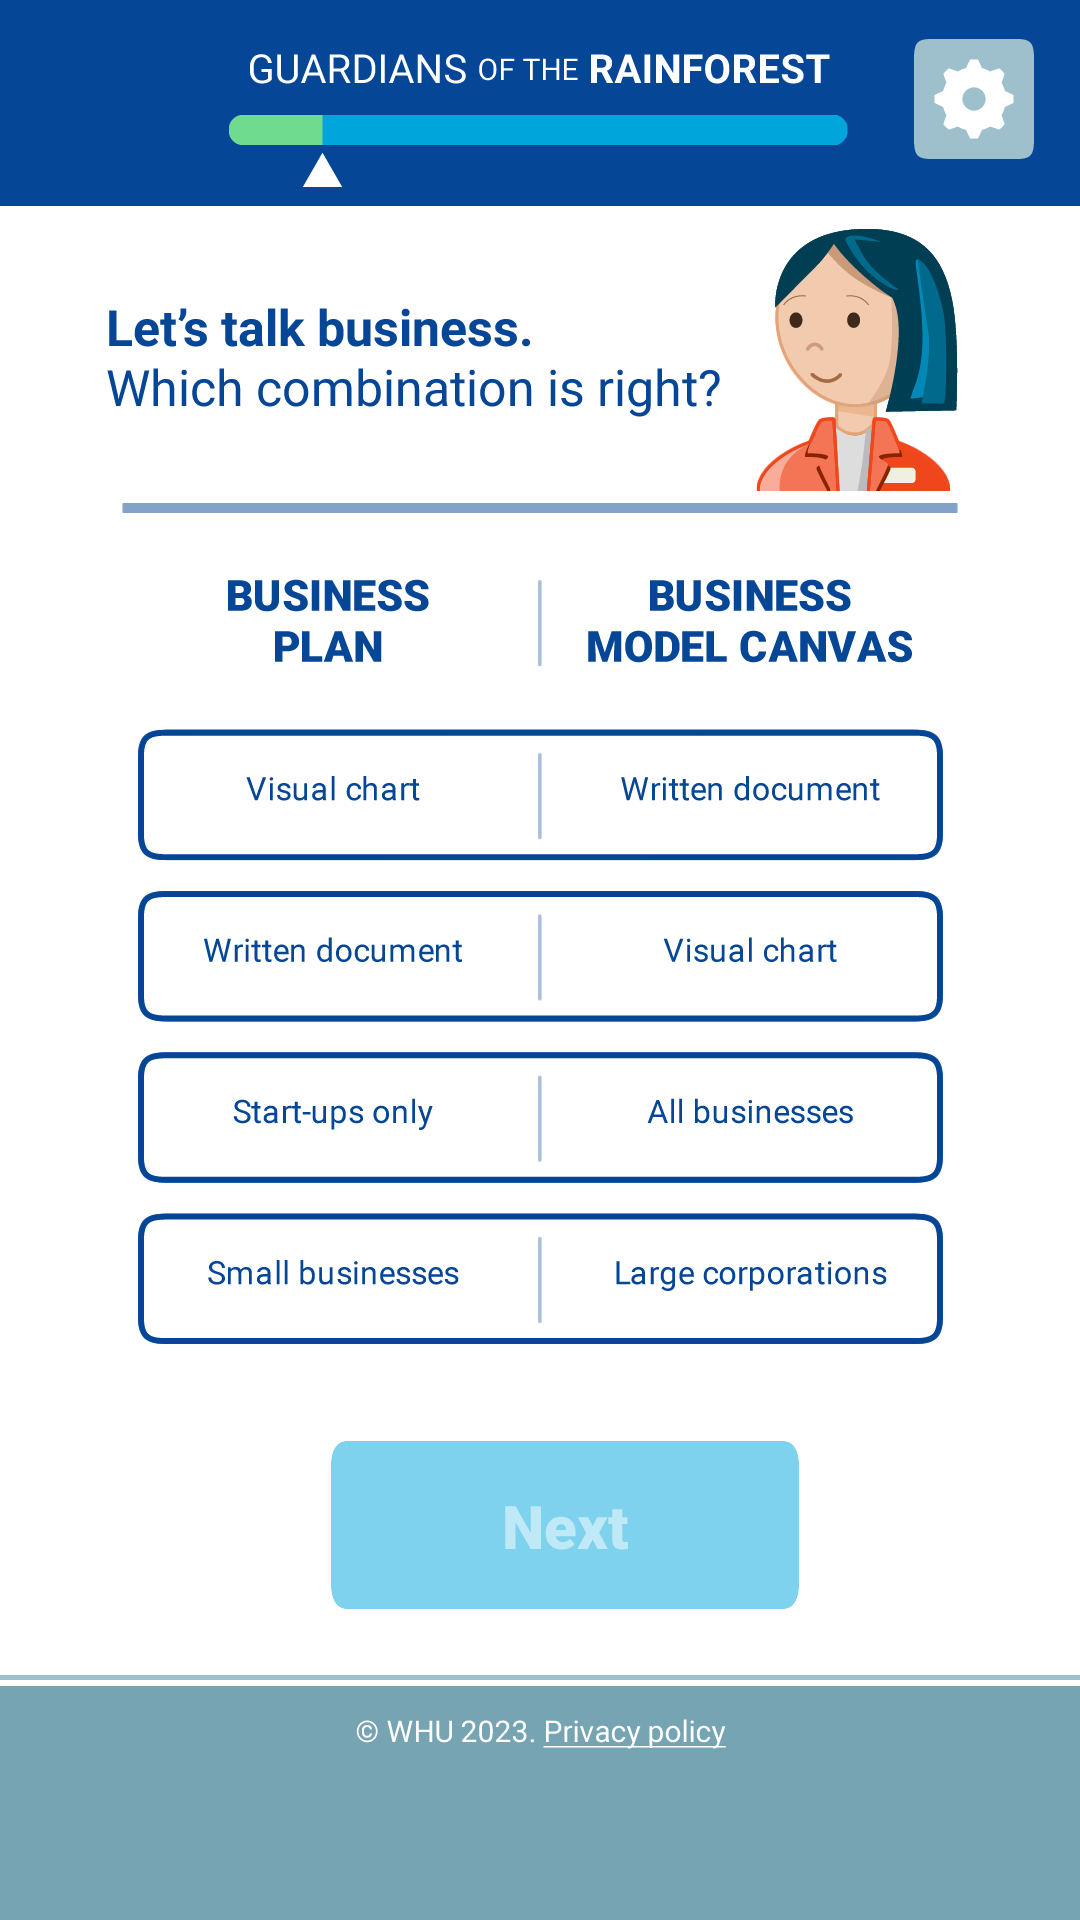 GUARDIANS OF THE RAINFOREST
Let’s talk business.
Which combination is right?
BUSINESS
PLAN
BUSINESS
MODEL CANVAS
Visual chart
Written document
Written document
Visual chart
Start-ups only
All businesses
Small businesses
Large corporations
Next
© WHU 2023. Privacy policy